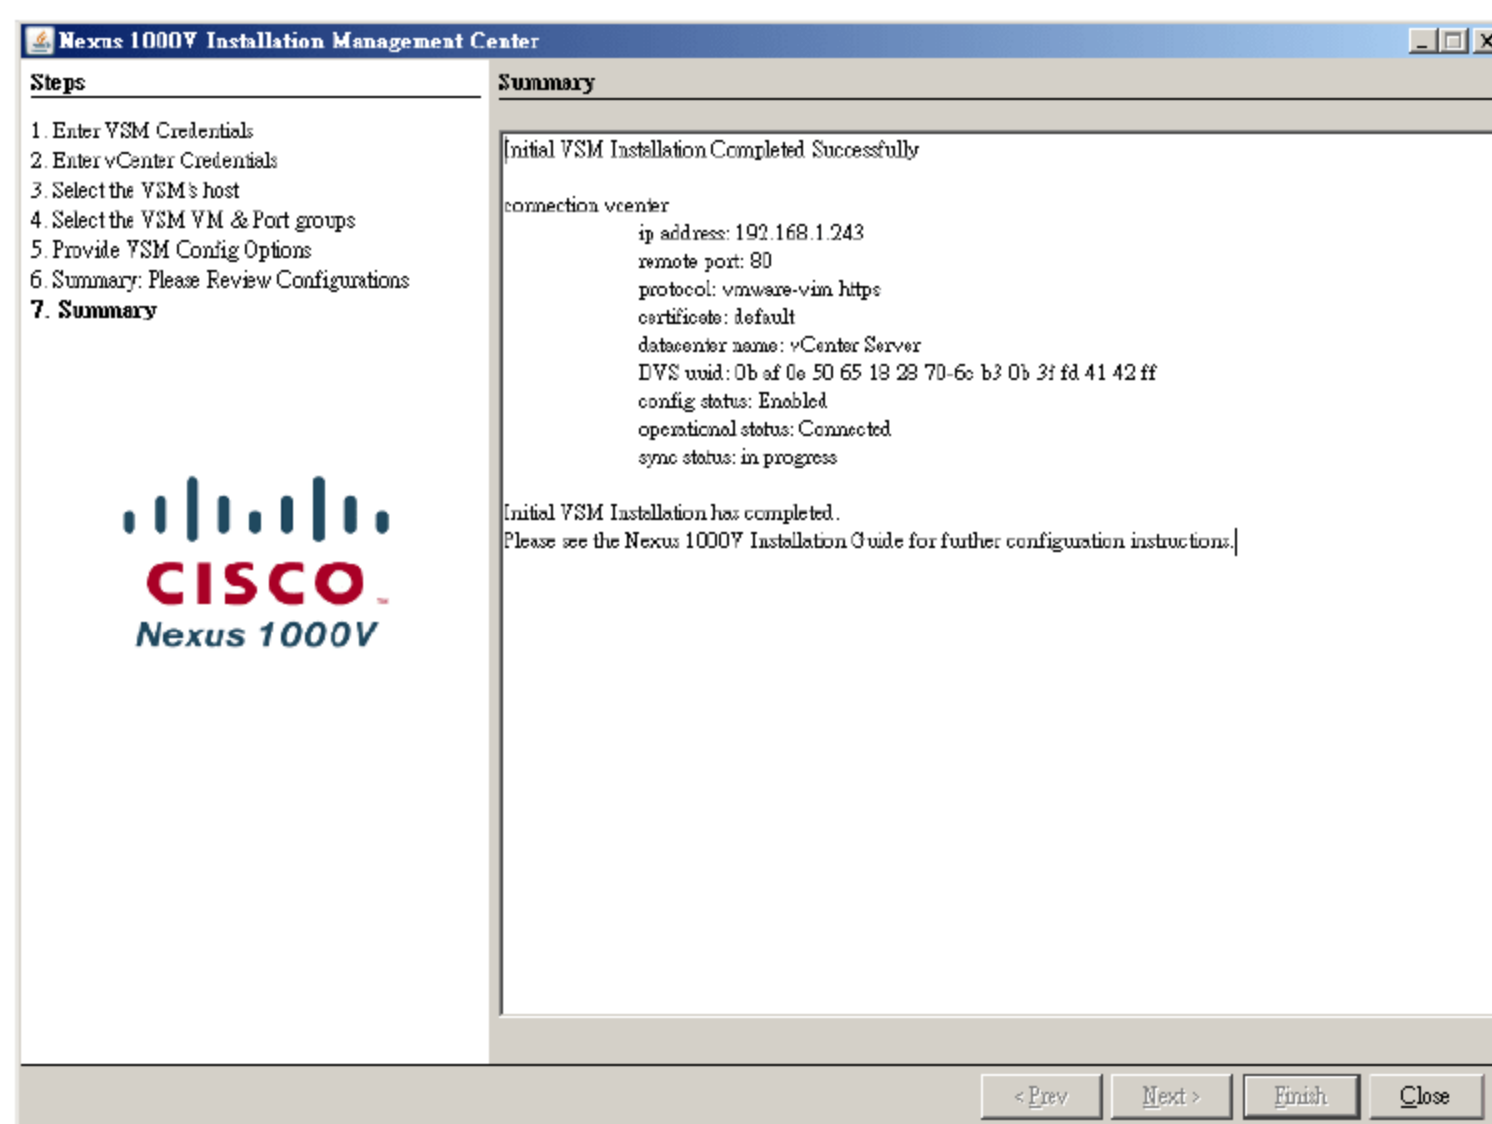 Nexus 1000V Installation Management Center
Steps
1. Enter VSM Credentials
2. Enter vCenter Credentials
3. Select the VSM's host
4. Select the VSM VM & Port groups
5. Provide VSM Config Options
6. Summary: Please Review Configurations
7. Summary
CISCO
Nexus 1000V
Summary
Initial VSM Installation Completed Successfully
connection vcenter
ip address: 192.168.1.243
remote port: 80
protocol: vmware-vim https
certificate: default
datacenter name: vCenter Server
DVS uuid: 0b af 0e 50 65 18 28 70-6c b3 0b 3f fd 41 42 ff
config status: Enabled
operational status: Connected
sync status: in progress
Initial VSM Installation has completed.
Please see the Nexus 1000V Installation Guide for further configuration instructions.
< Prev
Next >
Finish
Close